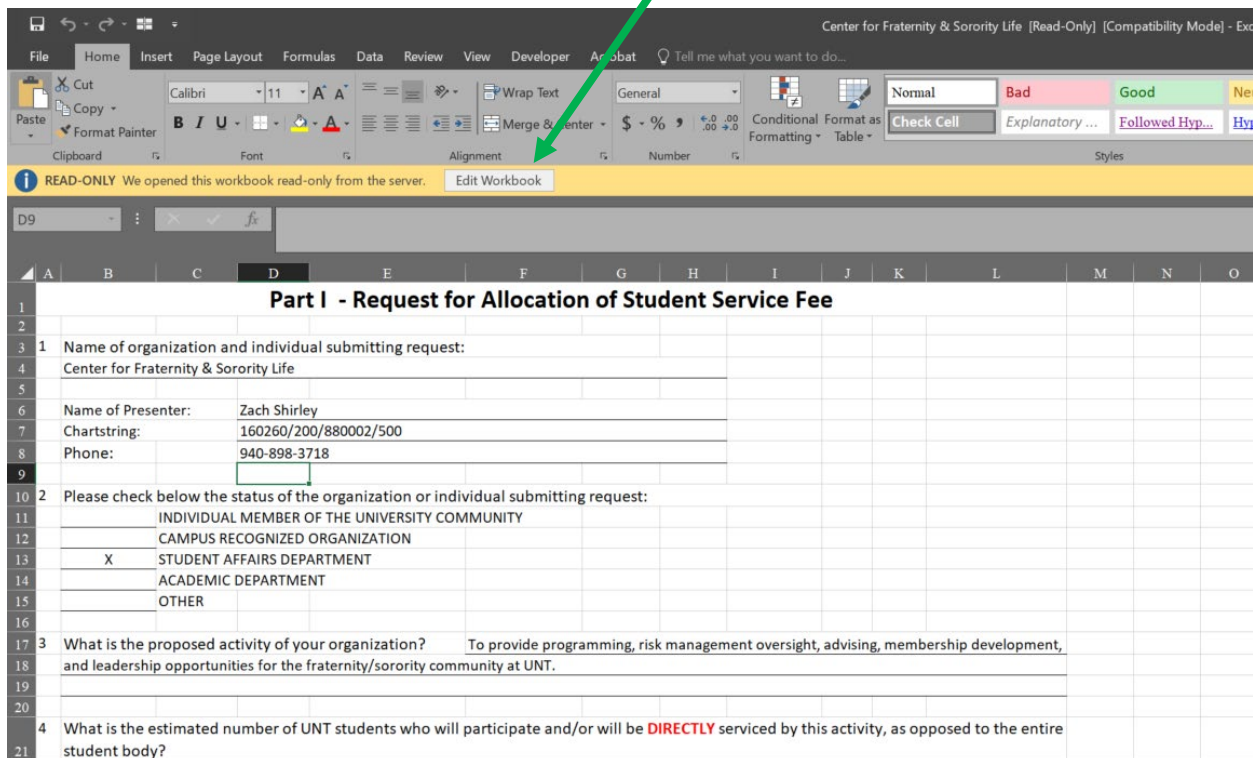 Center for Fraternity & Sorority Life [Read-Only] [Compatibility Mode] - Exc
File Home Insert Page Layout Formulas Data Review View Developer Acrobat Tell me what you want to do...
Cut
Copy
Format Painter
Paste
Calibri 11 A A
B I U A
Wrap Text
Merge & Center
General
$ % , .0 .00 .00 .0
Conditional Formatting
Format as Table
Normal Bad Good
Check Cell Explanatory ... Followed Hyp... Hyp
Clipboard Font Alignment Number Styles
READ-ONLY We opened this workbook read-only from the server. Edit Workbook
D9 fx
A B C D E F G H I J K L M N O
1 Part I - Request for Allocation of Student Service Fee
2
3 1 Name of organization and individual submitting request:
4 Center for Fraternity & Sorority Life
5
6 Name of Presenter: Zach Shirley
7 Chartstring: 160260/200/880002/500
8 Phone: 940-898-3718
9
10 2 Please check below the status of the organization or individual submitting request:
11 INDIVIDUAL MEMBER OF THE UNIVERSITY COMMUNITY
12 CAMPUS RECOGNIZED ORGANIZATION
13 X STUDENT AFFAIRS DEPARTMENT
14 ACADEMIC DEPARTMENT
15 OTHER
16
17 3 What is the proposed activity of your organization? To provide programming, risk management oversight, advising, membership development,
18 and leadership opportunities for the fraternity/sorority community at UNT.
19
20
4 What is the estimated number of UNT students who will participate and/or will be DIRECTLY serviced by this activity, as opposed to the entire
21 student body?